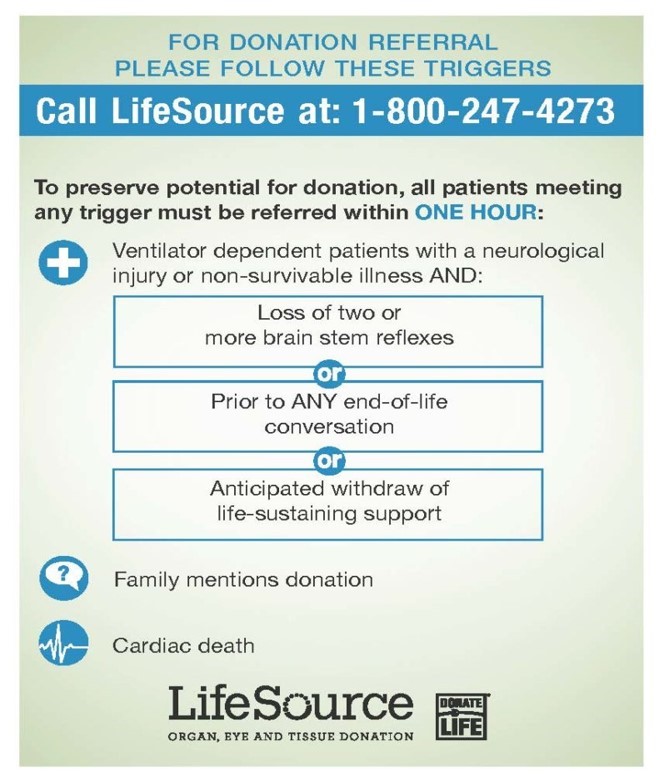 FOR DONATION REFERRAL
PLEASE FOLLOW THESE TRIGGERS
Call LifeSource at: 1-800-247-4273
To preserve potential for donation, all patients meeting
any trigger must be referred within ONE HOUR:
Ventilator dependent patients with a neurological
injury or non-survivable illness AND:
Loss of two or
more brain stem reflexes
or
Prior to ANY end-of-life
conversation
or
Anticipated withdraw of
life-sustaining support
?
Family mentions donation
Cardiac death
LifeSource
ORGAN, EYE AND TISSUE DONATION
DONATE
LIFE